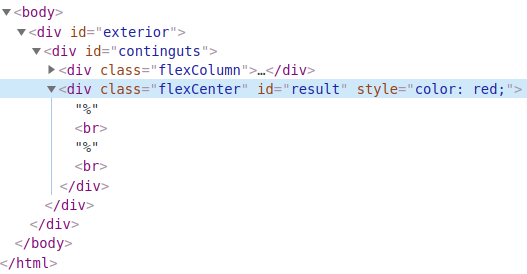 <body>
<div id="exterior">
<div id="continguts">
<div class="flexColumn">…</div>
<div class="flexCenter" id="result" style="color: red;">
"%"
<br>
"%"
<br>
</div>
</div>
</div>
</body>
</html>